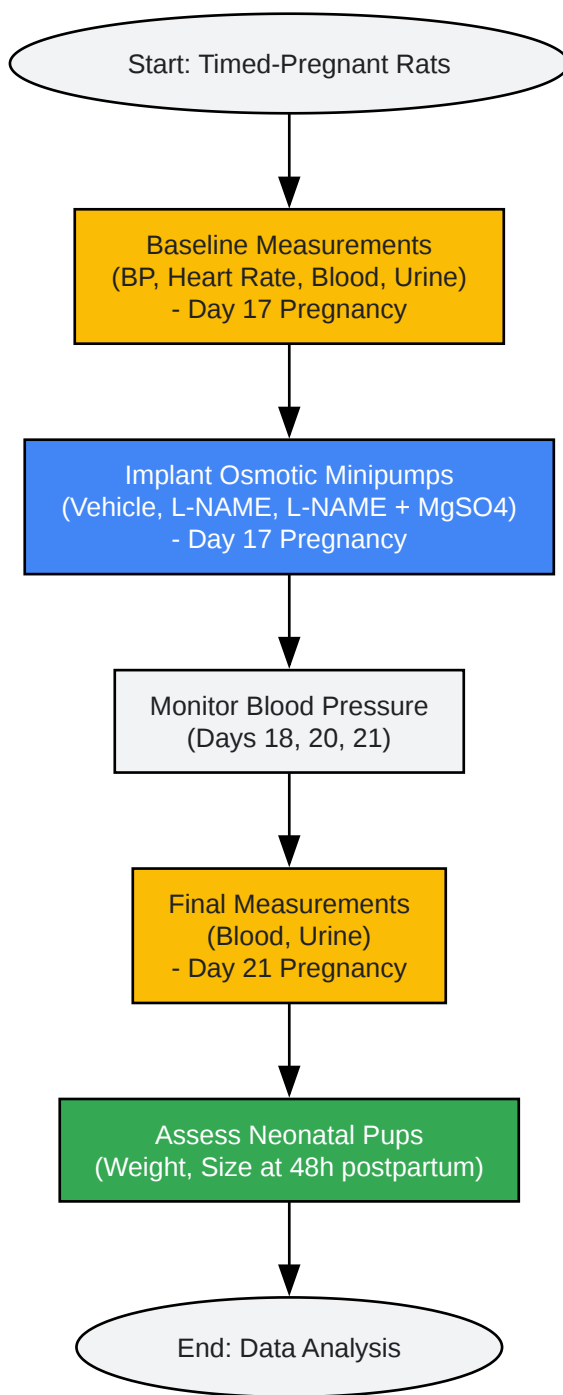 Start: Timed-Pregnant Rats
Baseline Measurements
(BP, Heart Rate, Blood, Urine)
- Day 17 Pregnancy
Implant Osmotic Minipumps
(Vehicle, L-NAME, L-NAME + MgSO4)
- Day 17 Pregnancy
Monitor Blood Pressure
(Days 18, 20, 21)
Final Measurements
(Blood, Urine)
- Day 21 Pregnancy
Assess Neonatal Pups
(Weight, Size at 48h postpartum)
End: Data Analysis